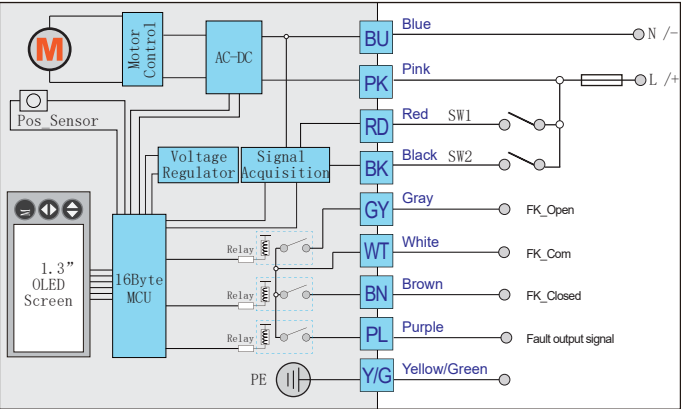 M
Motor
Control
AC-DC
BU
Blue
N /-
PK
Pink
L /+
Pos_Sensor
RD
Red
SW1
Voltage
Regulator
Signal
Acquisition
BK
Black
SW2
GY
Gray
FK_Open
1.3”
OLED
Screen
16Byte
MCU
Relay
WT
White
FK_Com
Relay
BN
Brown
FK_Closed
Relay
PL
Purple
Fault output signal
PE
Y/G
Yellow/Green